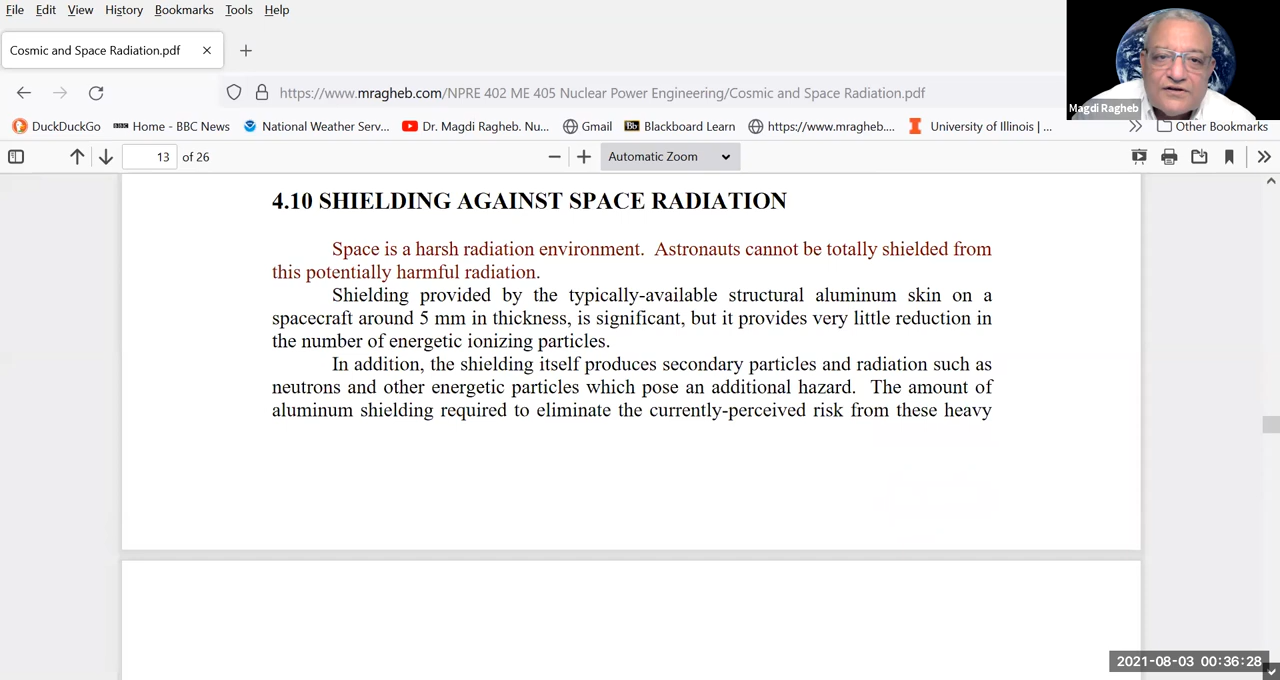 File Edit View History Bookmarks Tools Help
Cosmic and Space Radiation.pdf
https://www.mragheb.com/NPRE 402 ME 405 Nuclear Power Engineering/Cosmic and Space Radiation.pdf
Magdi Ragheb
DuckDuckGo BBC Home - BBC News National Weather Serv... Dr. Magdi Ragheb. Nu... Gmail Bb Blackboard Learn https://www.mragheb.... University of Illinois |... Other Bookmarks
13 of 26 Automatic Zoom
4.10 SHIELDING AGAINST SPACE RADIATION
Space is a harsh radiation environment. Astronauts cannot be totally shielded from
this potentially harmful radiation.
Shielding provided by the typically-available structural aluminum skin on a
spacecraft around 5 mm in thickness, is significant, but it provides very little reduction in
the number of energetic ionizing particles.
In addition, the shielding itself produces secondary particles and radiation such as
neutrons and other energetic particles which pose an additional hazard. The amount of
aluminum shielding required to eliminate the currently-perceived risk from these heavy
2021-08-03 00:36:28